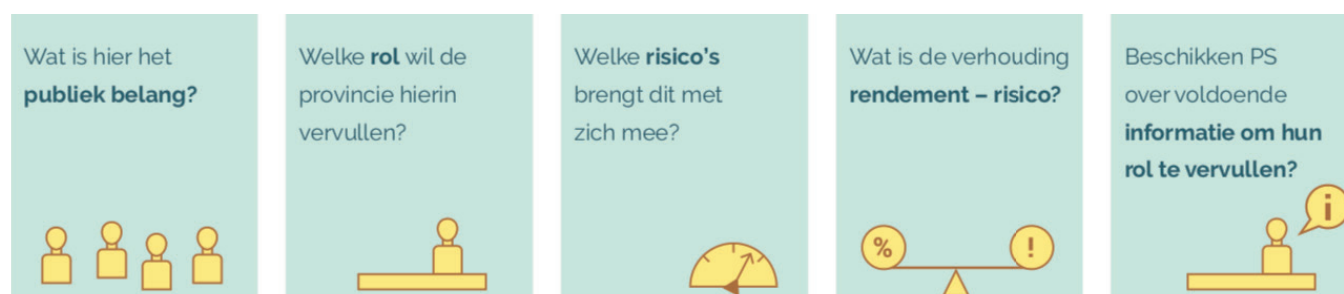 Wat is hier het
publiek belang?
Welke rol wil de
provincie hierin
vervullen?
Welke risico's
brengt dit met
zich mee?
Wat is de verhouding
rendement – risico?
%
!
Beschikken PS
over voldoende
informatie om hun
rol te vervullen?
i